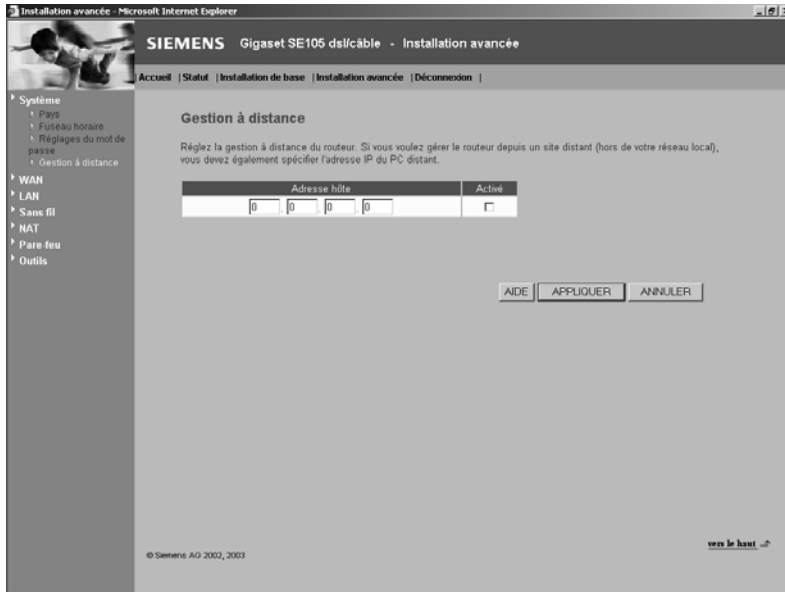 Installation avancée - Microsoft Internet Explorer
SIEMENS Gigaset SE105 dsl/câble - Installation avancée
Accueil | Statut | Installation de base | Installation avancée | Déconnexion |
Système
Pays
Fuseau horaire
Réglages du mot de
passe
Gestion à distance
WAN
LAN
Sans fil
NAT
Pare-feu
Outils
Gestion à distance
Réglez la gestion à distance du routeur. Si vous voulez gérer le routeur depuis un site distant (hors de votre réseau local),
vous devez également spécifier l'adresse IP du PC distant.
Adresse hôte Activé
0 . 0 . 0 . 0
AIDE APPLIQUER ANNULER
vers le haut
© Siemens AG 2002, 2003